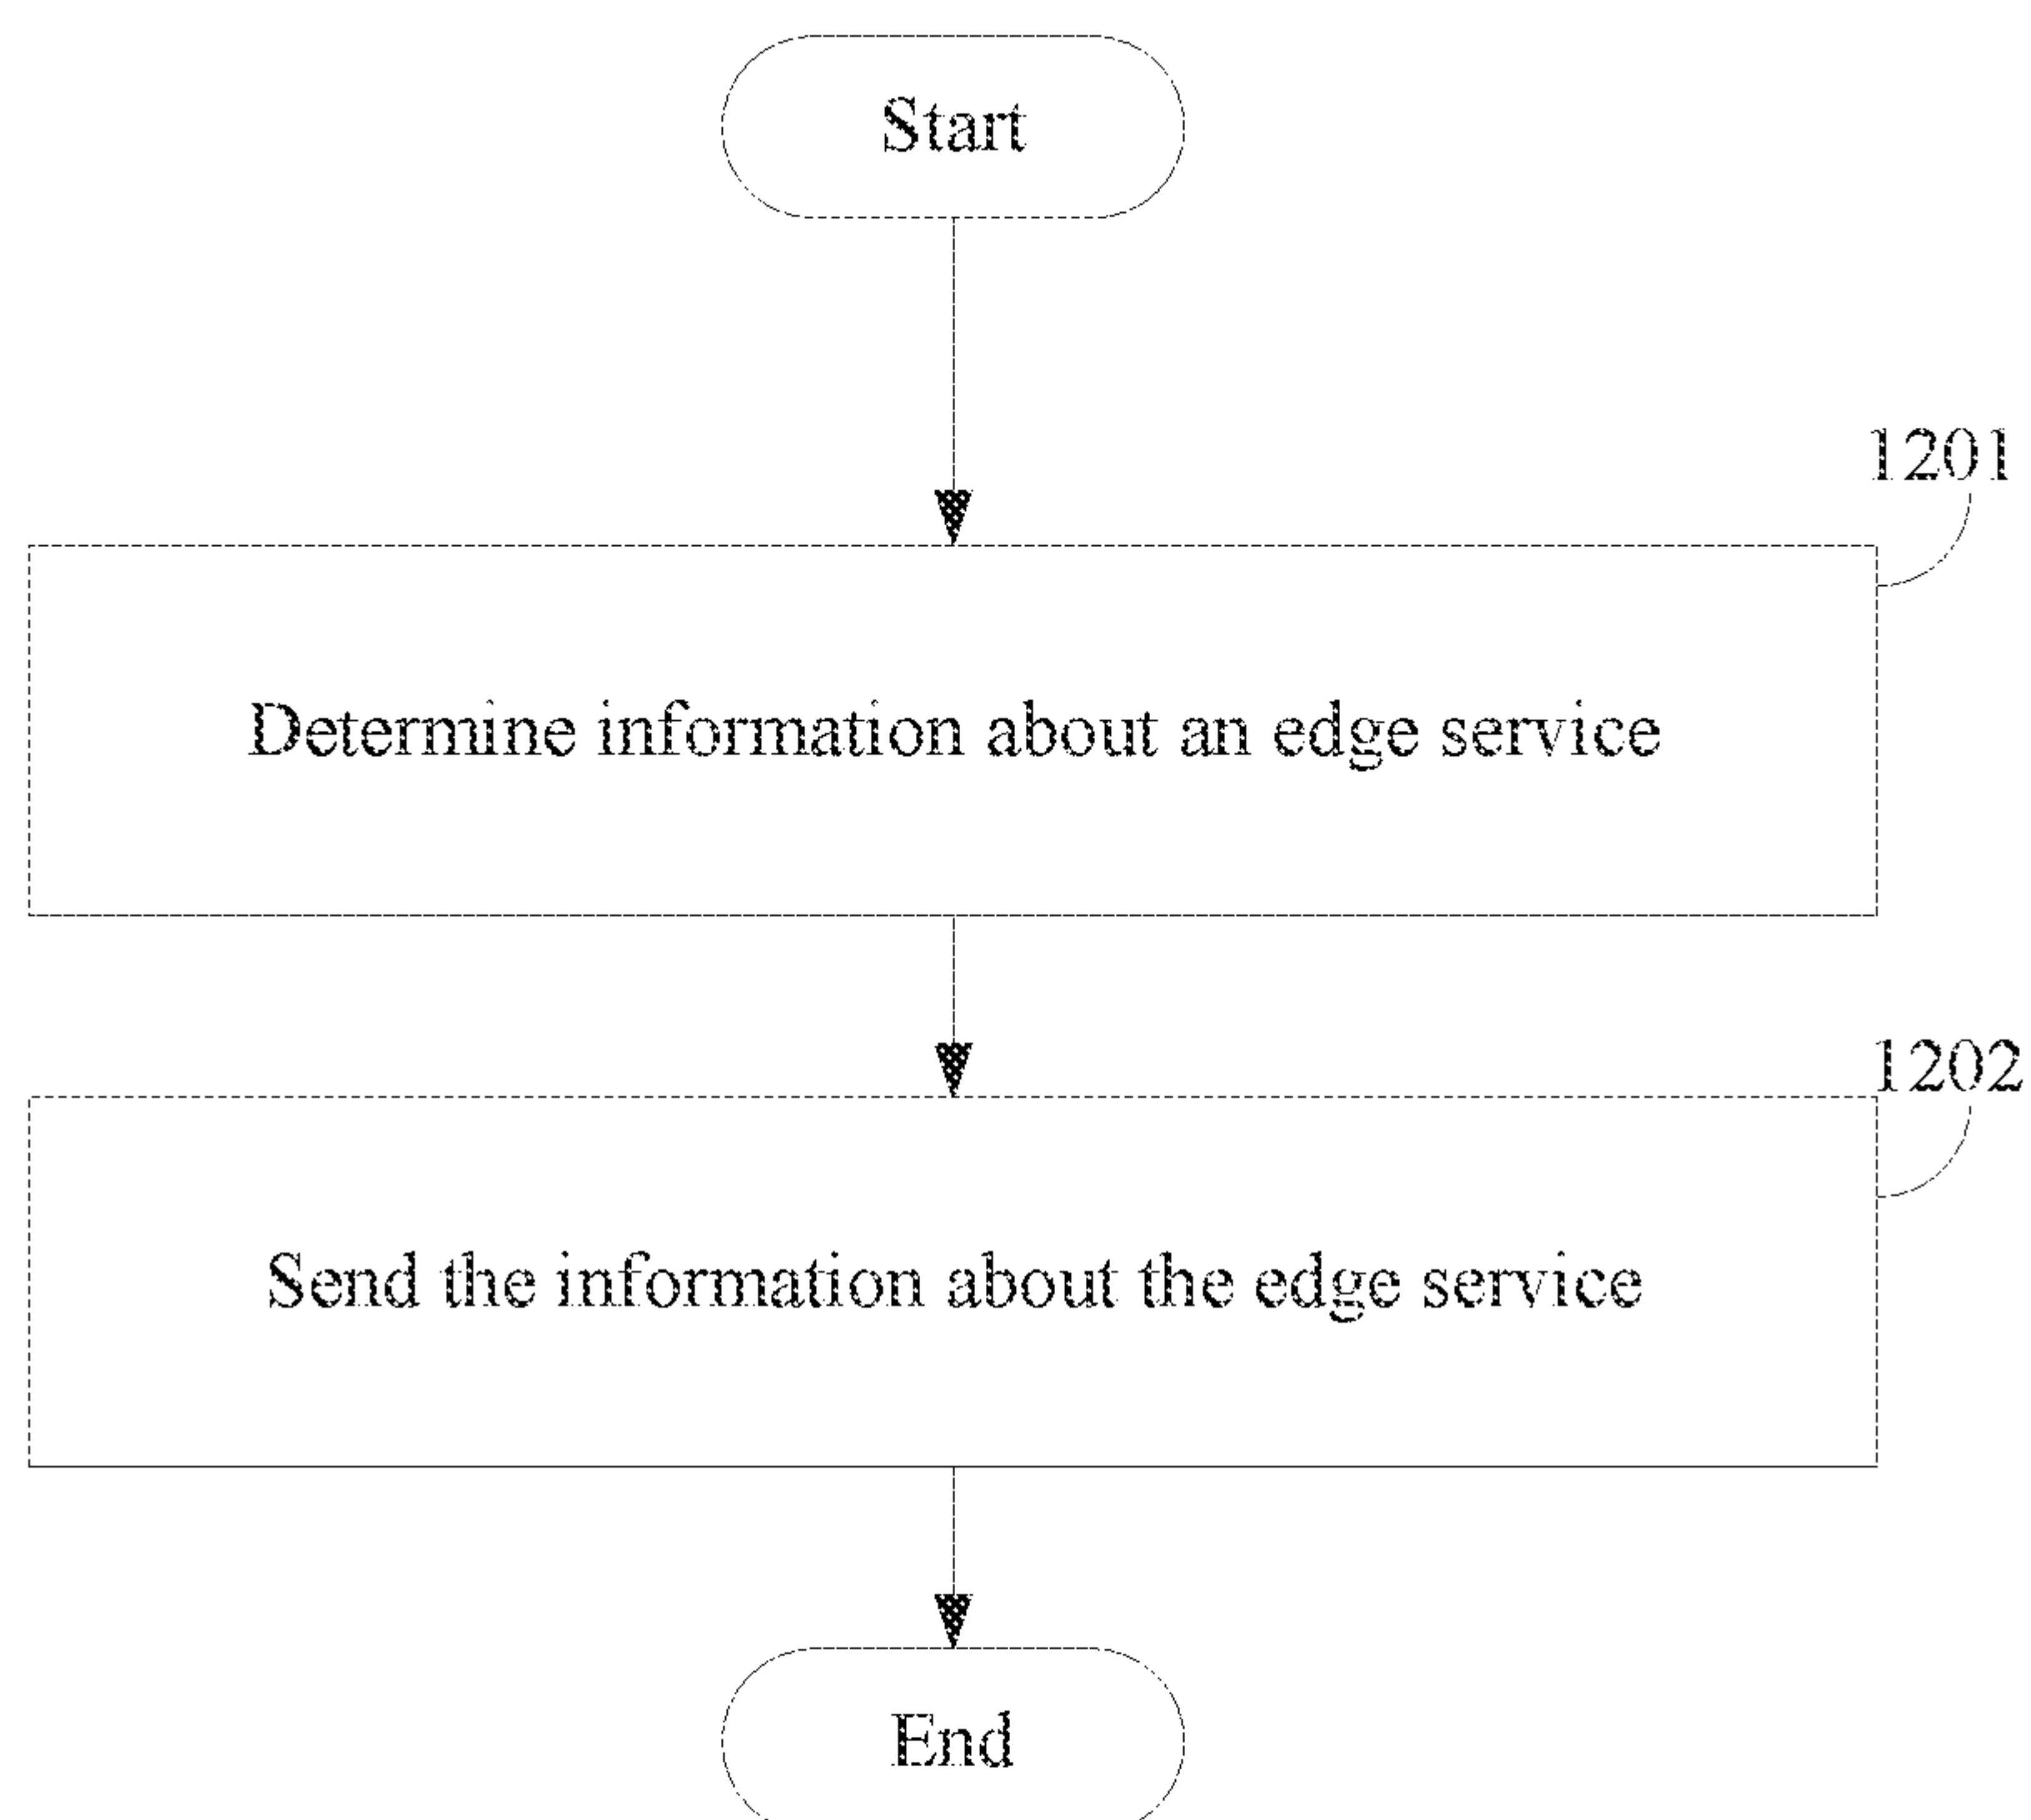 Start
1201
Determine information about an edge service
1202
Send the information about the edge service
End